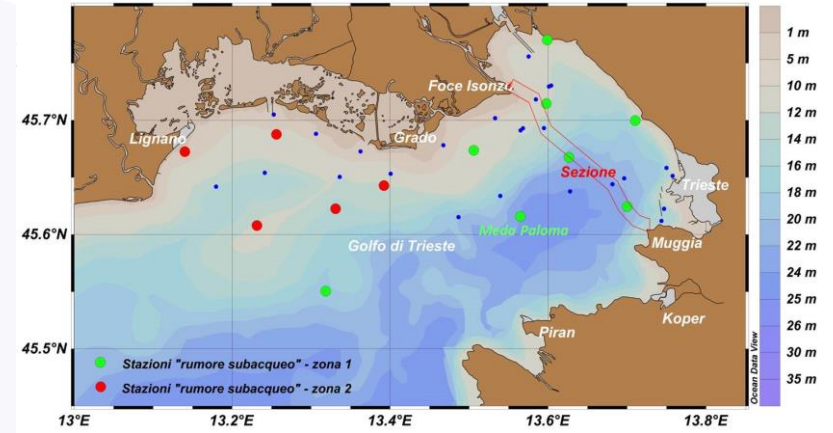 45.7°N
45.6°N
45.5°N
13°E
13.2°E
13.4°E
13.6°E
13.8°E
Foce Isonzo
Lignano
Grado
Sezione
Trieste
Meda Paloma
Muggia
Golfo di Trieste
Koper
Piran
Stazioni "rumore subacqueo" - zona 1
Stazioni "rumore subacqueo" - zona 2
Ocean Data View
1 m
5 m
10 m
12 m
14 m
16 m
18 m
20 m
22 m
24 m
25 m
26 m
30 m
35 m